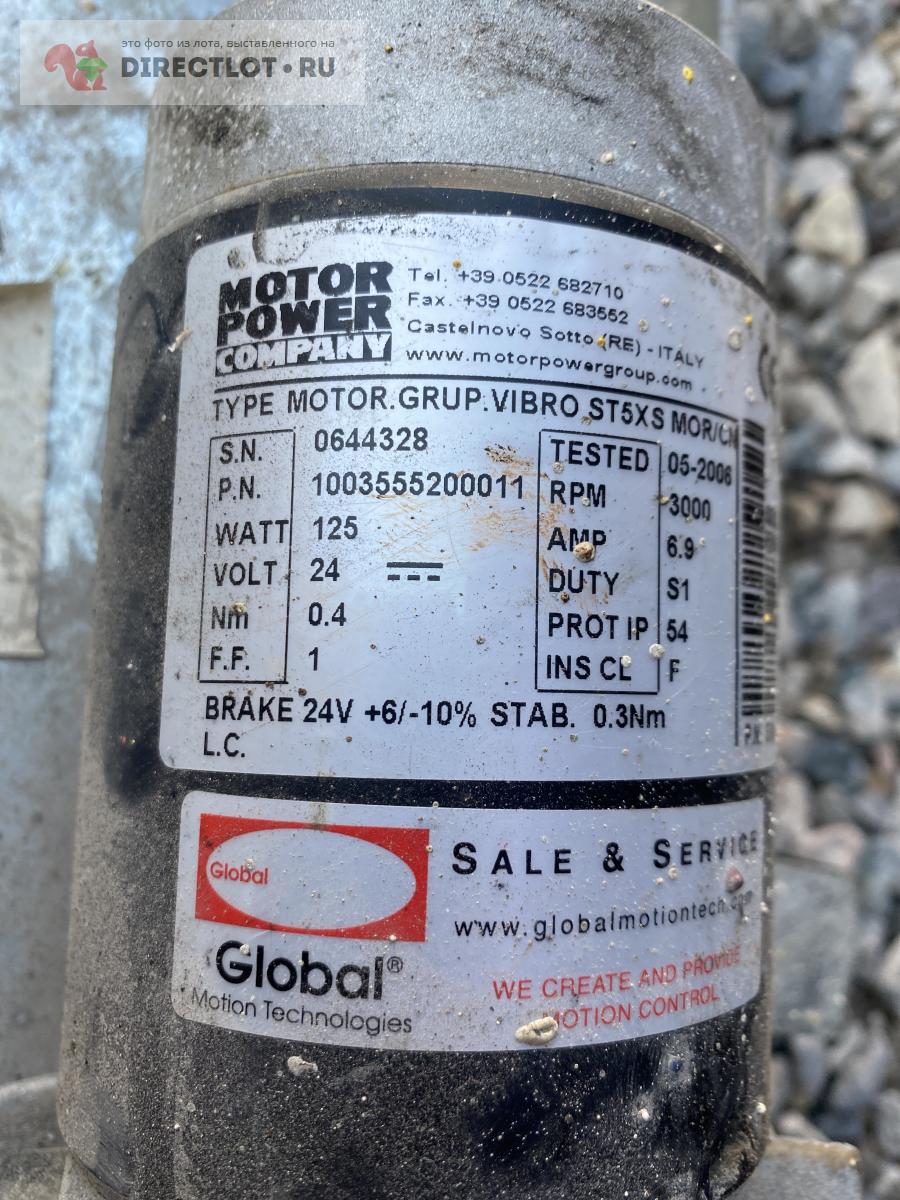 это фото из лота, выставленного на
DIRECTLOT • RU
MOTOR
POWER
COMPANY
Tel. +39 0522 682710
Fax. +39 0522 683552
Castelnovo Sotto (RE) - ITALY
www.motorpowergroup.com
TYPE MOTOR.GRUP.VIBRO ST5XS
S.N. 0644328
P.N. 1003555200011
WATT 125
VOLT 24
Nm 0.4
F.F. 1
TESTED 05-2006
RPM 3000
AMP 6.9
DUTY S1
PROT IP 54
INS CL F
BRAKE 24V +6/-10% STAB. 0.3Nm
L.C.
Global
Global®
Motion Technologies
SALE & SERVICE
www.globalmotiontech.com
WE CREATE AND PROVIDE
MOTION CONTROL